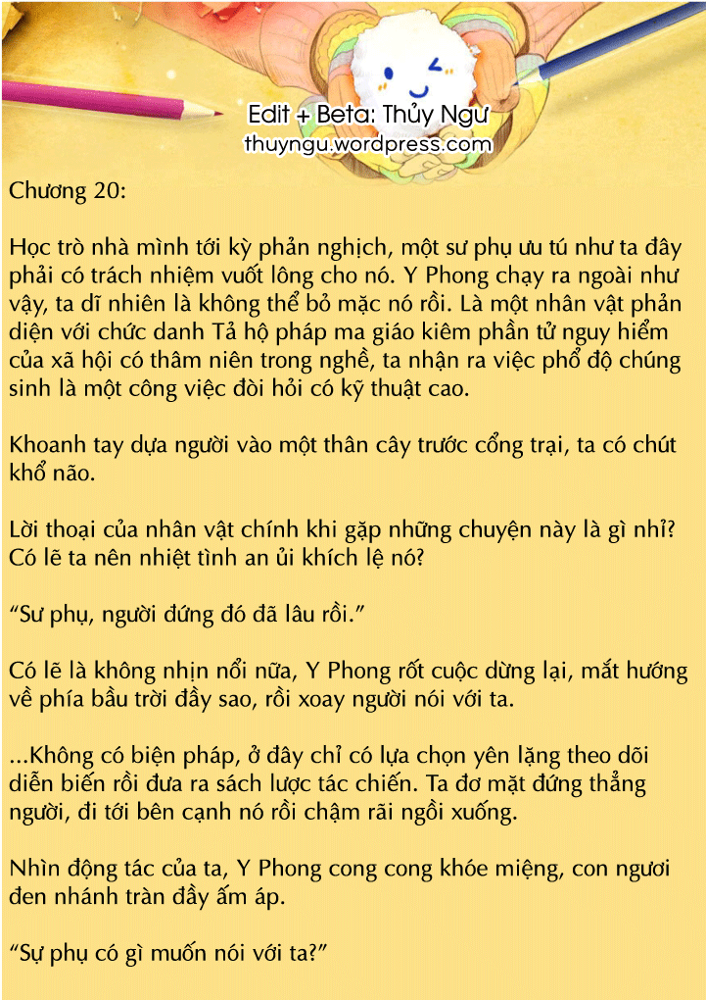 Edit + Beta: Thủy Ngư
thuyngu.wordpress.com
Chương 20:
Học trò nhà mình tới kỳ phản nghịch, một sư phụ ưu tú như ta đây
phải có trách nhiệm vuốt lông cho nó. Y Phong chạy ra ngoài như
vậy, ta dĩ nhiên là không thể bỏ mặc nó rồi. Là một nhân vật phản
diện với chức danh Tả hộ pháp ma giáo kiêm phần tử nguy hiểm
của xã hội có thâm niên trong nghề, ta nhận ra việc phổ độ chúng
sinh là một công việc đòi hỏi có kỹ thuật cao.
Khoanh tay dựa người vào một thân cây trước cổng trại, ta có chút
khổ não.
Lời thoại của nhân vật chính khi gặp những chuyện này là gì nhỉ?
Có lẽ ta nên nhiệt tình an ủi khích lệ nó?
“Sư phụ, người đứng đó đã lâu rồi.”
Có lẽ là không nhịn nổi nữa, Y Phong rốt cuộc dừng lại, mắt hướng
về phía bầu trời đầy sao, rồi xoay người nói với ta.
...Không có biện pháp, ở đây chỉ có lựa chọn yên lặng theo dõi
diễn biến rồi đưa ra sách lược tác chiến. Ta đơ mặt đứng thẳng
người, đi tới bên cạnh nó rồi chậm rãi ngồi xuống.
Nhìn động tác của ta, Y Phong cong cong khóe miệng, con ngươi
đen nhánh tràn đầy ấm áp.
“Sự phụ có gì muốn nói với ta?”